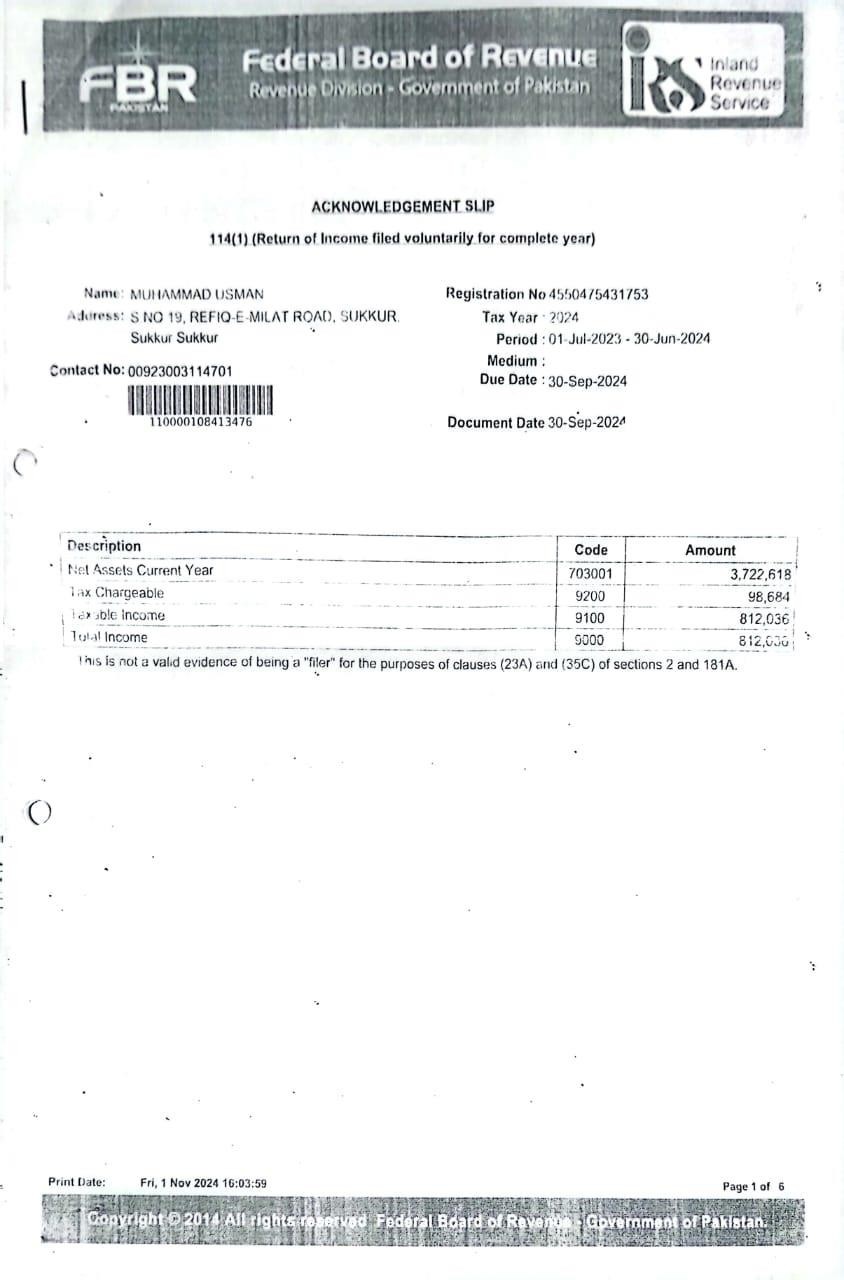 FBR
PAKISTAN
Federal Board of Revenue
Revenue Division - Government of Pakistan
IRS
Inland
Revenue
Service
ACKNOWLEDGEMENT SLIP
114(1) (Return of Income filed voluntarily for complete year)
Name: MUHAMMAD USMAN
Address: S NO 19, REFIQ-E-MILAT ROAD, SUKKUR.
Sukkur Sukkur
Contact No: 00923003114701
110000108413476
Registration No 4550475431753
Tax Year : 2024
Period : 01-Jul-2023 - 30-Jun-2024
Medium :
Due Date : 30-Sep-2024
Document Date 30-Sep-2024
Description Code Amount
Net Assets Current Year 703001 3,722,618
Tax Chargeable 9200 98,684
Taxable Income 9100 812,036
Total Income 9000 812,036
This is not a valid evidence of being a "filer" for the purposes of clauses (23A) and (35C) of sections 2 and 181A.
Print Date: Fri, 1 Nov 2024 16:03:59
Page 1 of 6
Copyright © 2014 All rights reserved Federal Board of Revenue - Government of Pakistan.